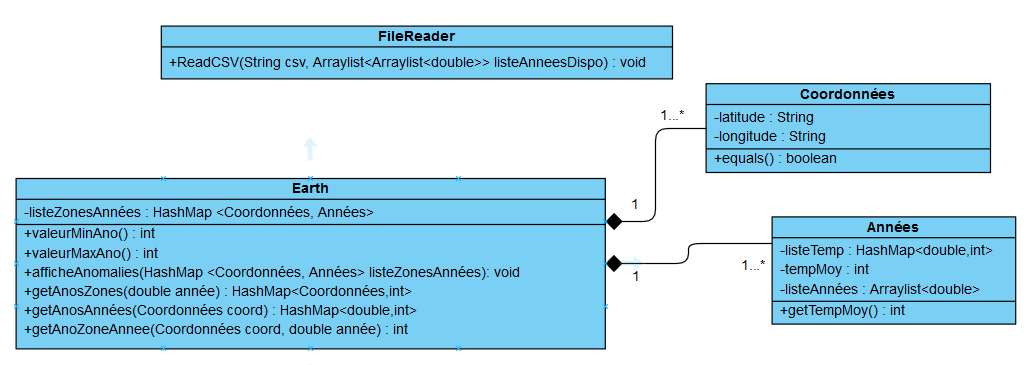 FileReader
+ReadCSV(String csv, Arraylist<Arraylist<double>> listeAnneesDispo) : void
Coordonnées
-latitude : String
-longitude : String
+equals() : boolean
1...*
1
Earth
-listeZonesAnnées : HashMap <Coordonnées, Années>
+valeurMinAno() : int
+valeurMaxAno() : int
+afficheAnomalies(HashMap <Coordonnées, Années> listeZonesAnnées): void
+getAnosZones(double année) : HashMap<Coordonnées,int>
+getAnosAnnées(Coordonnées coord) : HashMap<double,int>
+getAnoZoneAnnee(Coordonnées coord, double année) : int
1
1...*
Années
-listeTemp : HashMap<double,int>
-tempMoy : int
-listeAnnées : Arraylist<double>
+getTempMoy() : int